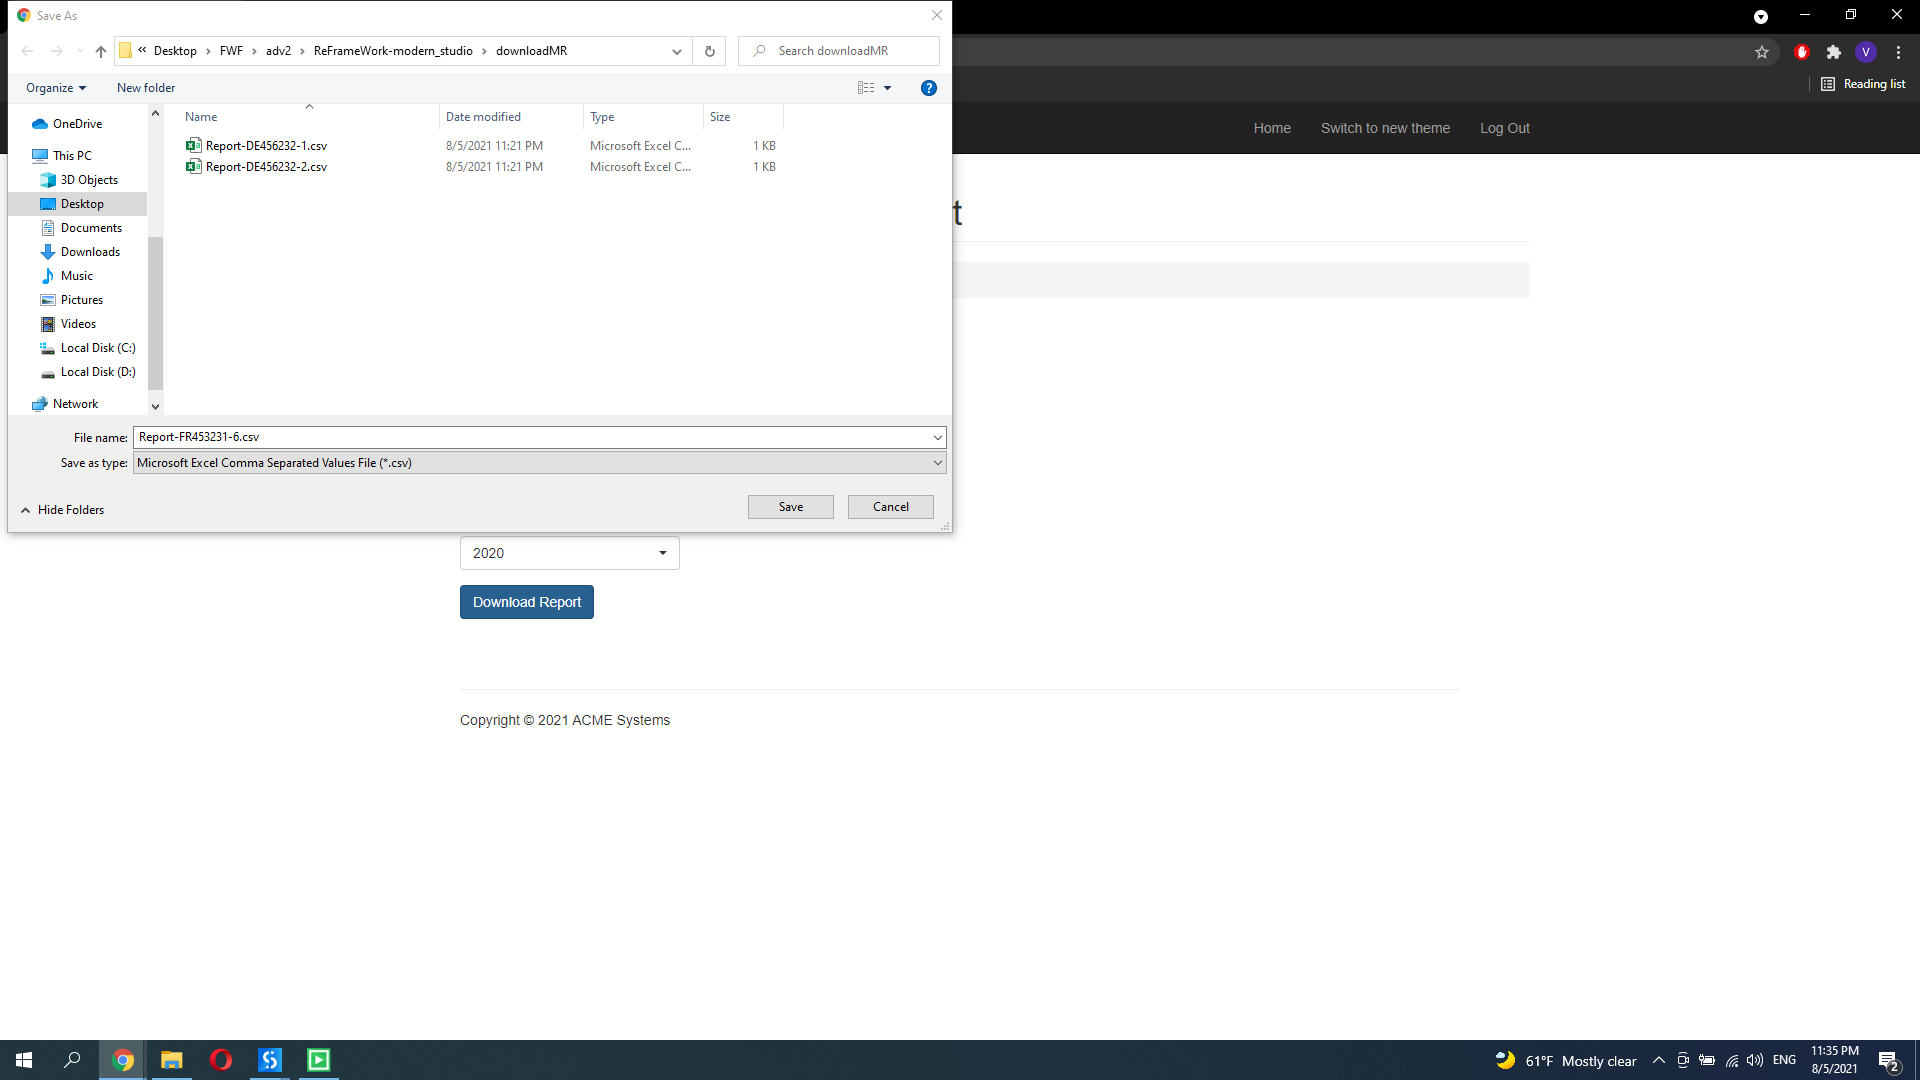 Save As
« Desktop > FWF > adv2 > ReFrameWork-modern_studio > downloadMR
Search downloadMR
Organize
New folder
?
Name
Date modified
Type
Size
Report-DE456232-1.csv 8/5/2021 11:21 PM Microsoft Excel C... 1 KB
Report-DE456232-2.csv 8/5/2021 11:21 PM Microsoft Excel C... 1 KB
OneDrive
This PC
3D Objects
Desktop
Documents
Downloads
Music
Pictures
Videos
Local Disk (C:)
Local Disk (D:)
Network
File name: Report-FR453231-6.csv
Save as type: Microsoft Excel Comma Separated Values File (*.csv)
Hide Folders
Save
Cancel
V
Reading list
Home
Switch to new theme
Log Out
t
2020
Download Report
Copyright © 2021 ACME Systems
61°F Mostly clear
ENG
11:35 PM
8/5/2021
2